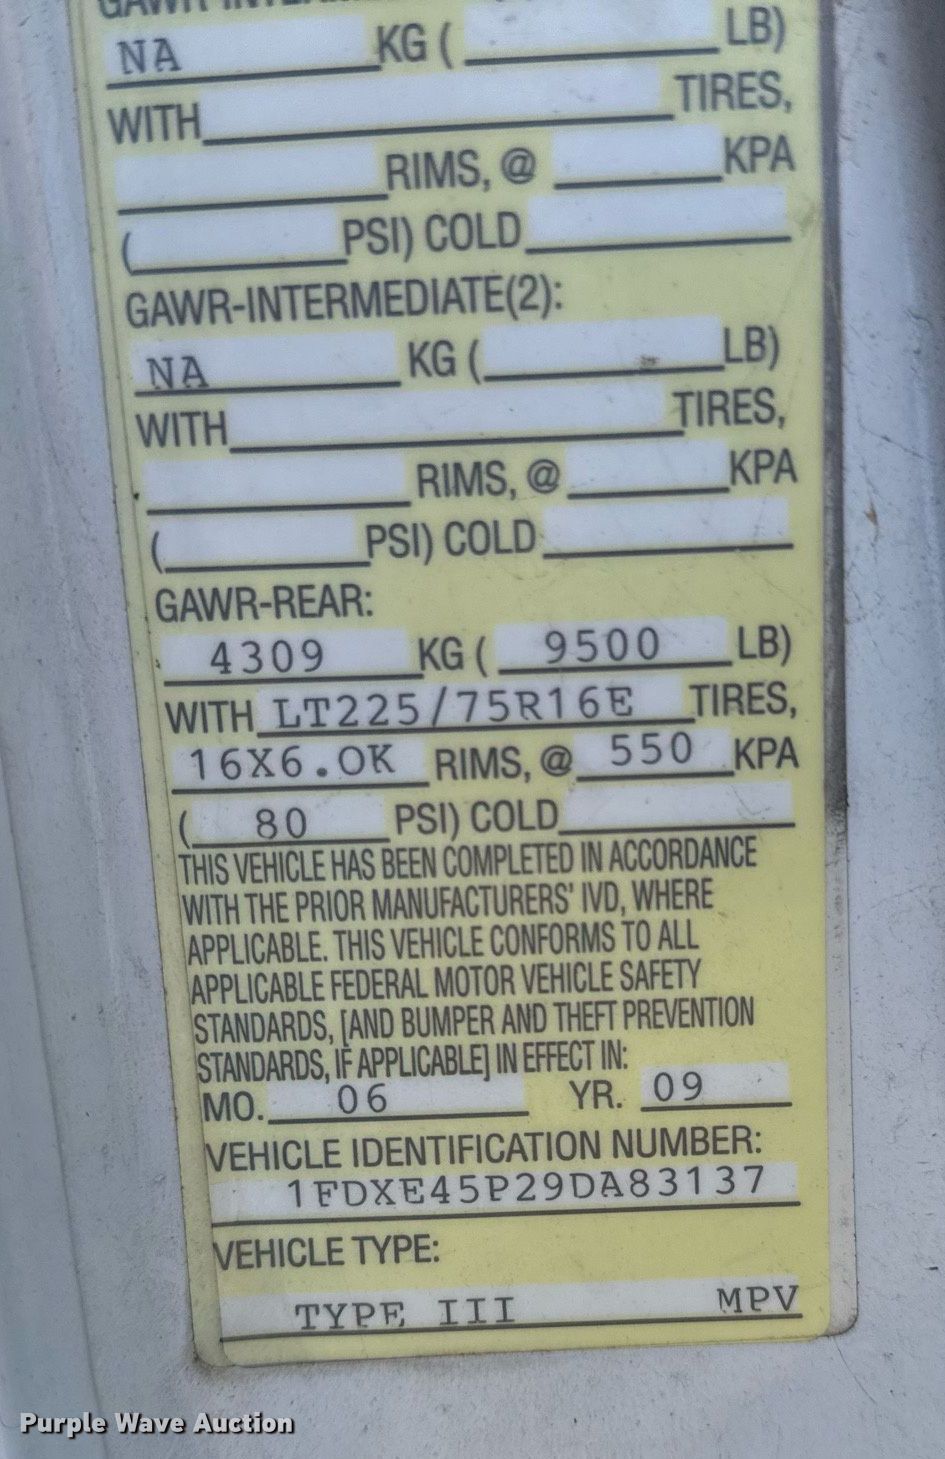 GAWR-INTERMEDIATE
NA KG ( LB)
WITH TIRES,
RIMS, @ KPA
( PSI) COLD
GAWR-INTERMEDIATE(2):
NA KG ( LB)
WITH TIRES,
RIMS, @ KPA
( PSI) COLD
GAWR-REAR:
4309 KG ( 9500 LB)
WITH LT225/75R16E TIRES,
16X6.OK RIMS, @ 550 KPA
( 80 PSI) COLD
THIS VEHICLE HAS BEEN COMPLETED IN ACCORDANCE
WITH THE PRIOR MANUFACTURERS' IVD, WHERE
APPLICABLE. THIS VEHICLE CONFORMS TO ALL
APPLICABLE FEDERAL MOTOR VEHICLE SAFETY
STANDARDS, [AND BUMPER AND THEFT PREVENTION
STANDARDS, IF APPLICABLE] IN EFFECT IN:
MO. 06 YR. 09
VEHICLE IDENTIFICATION NUMBER:
1FDXE45P29DA83137
VEHICLE TYPE:
TYPE III MPV
Purple Wave Auction